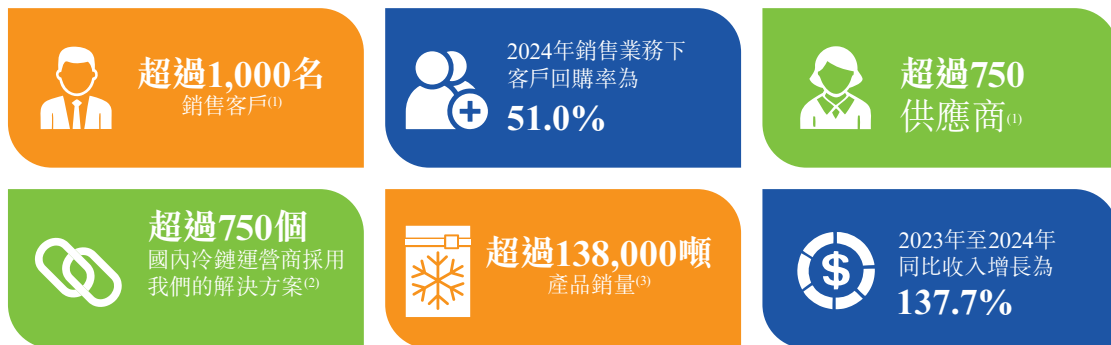 超過1,000名
銷售客戶(1)
2024年銷售業務下
客戶回購率為
51.0%
超過750
供應商(1)
超過750個
國內冷鏈運營商採用
我們的解決方案(2)
超過138,000噸
產品銷量(3)
2023年至2024年
同比收入增長為
137.7%